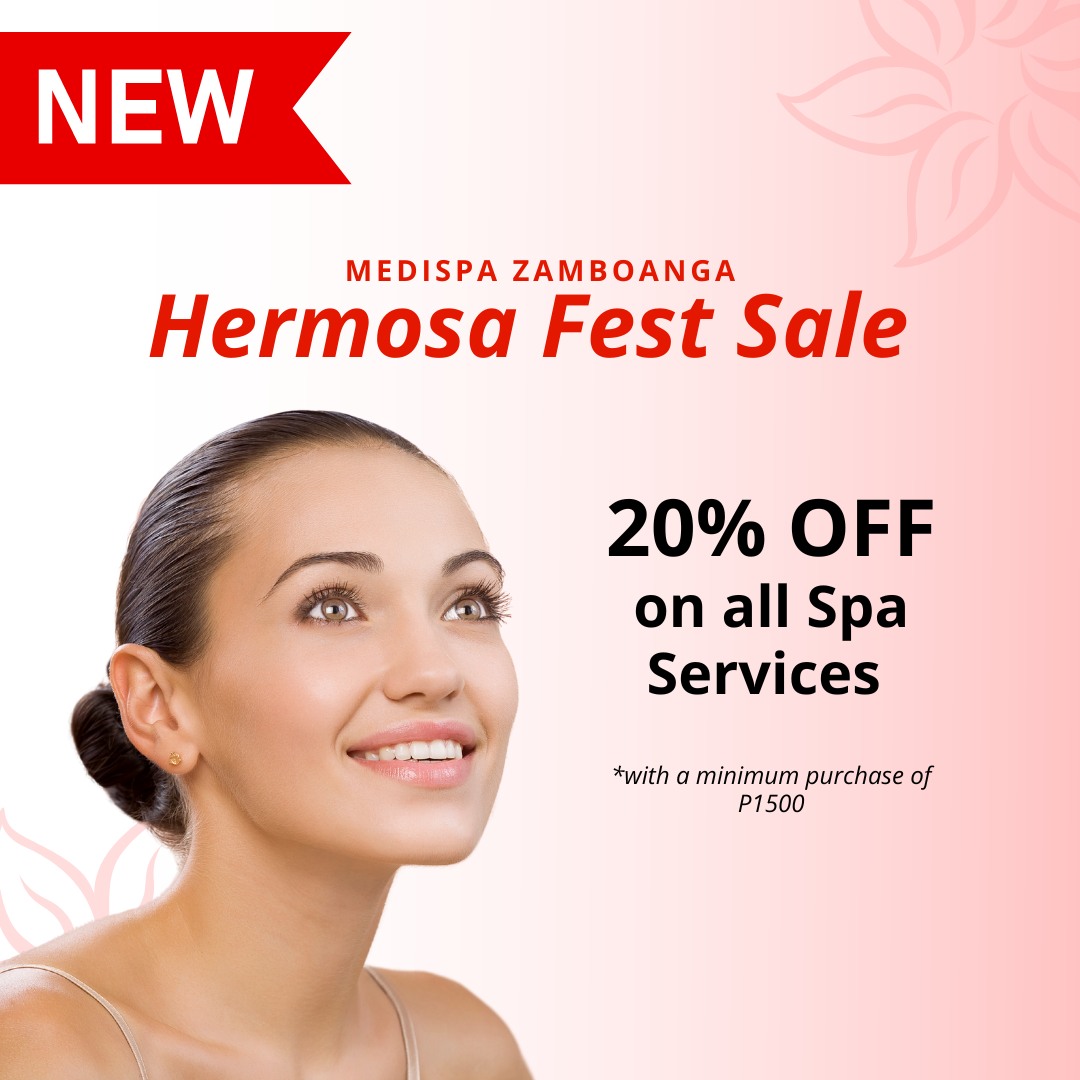 NEW
MEDISPA ZAMBOANGA
Hermosa Fest Sale
20% OFF
on all Spa
Services
*with a minimum purchase of
P1500